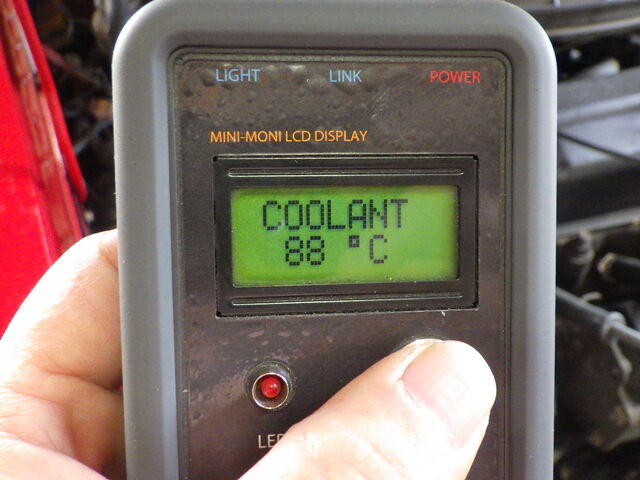 LIGHT LINK POWER
MINI-MONI LCD DISPLAY
COOLANT
88 °C